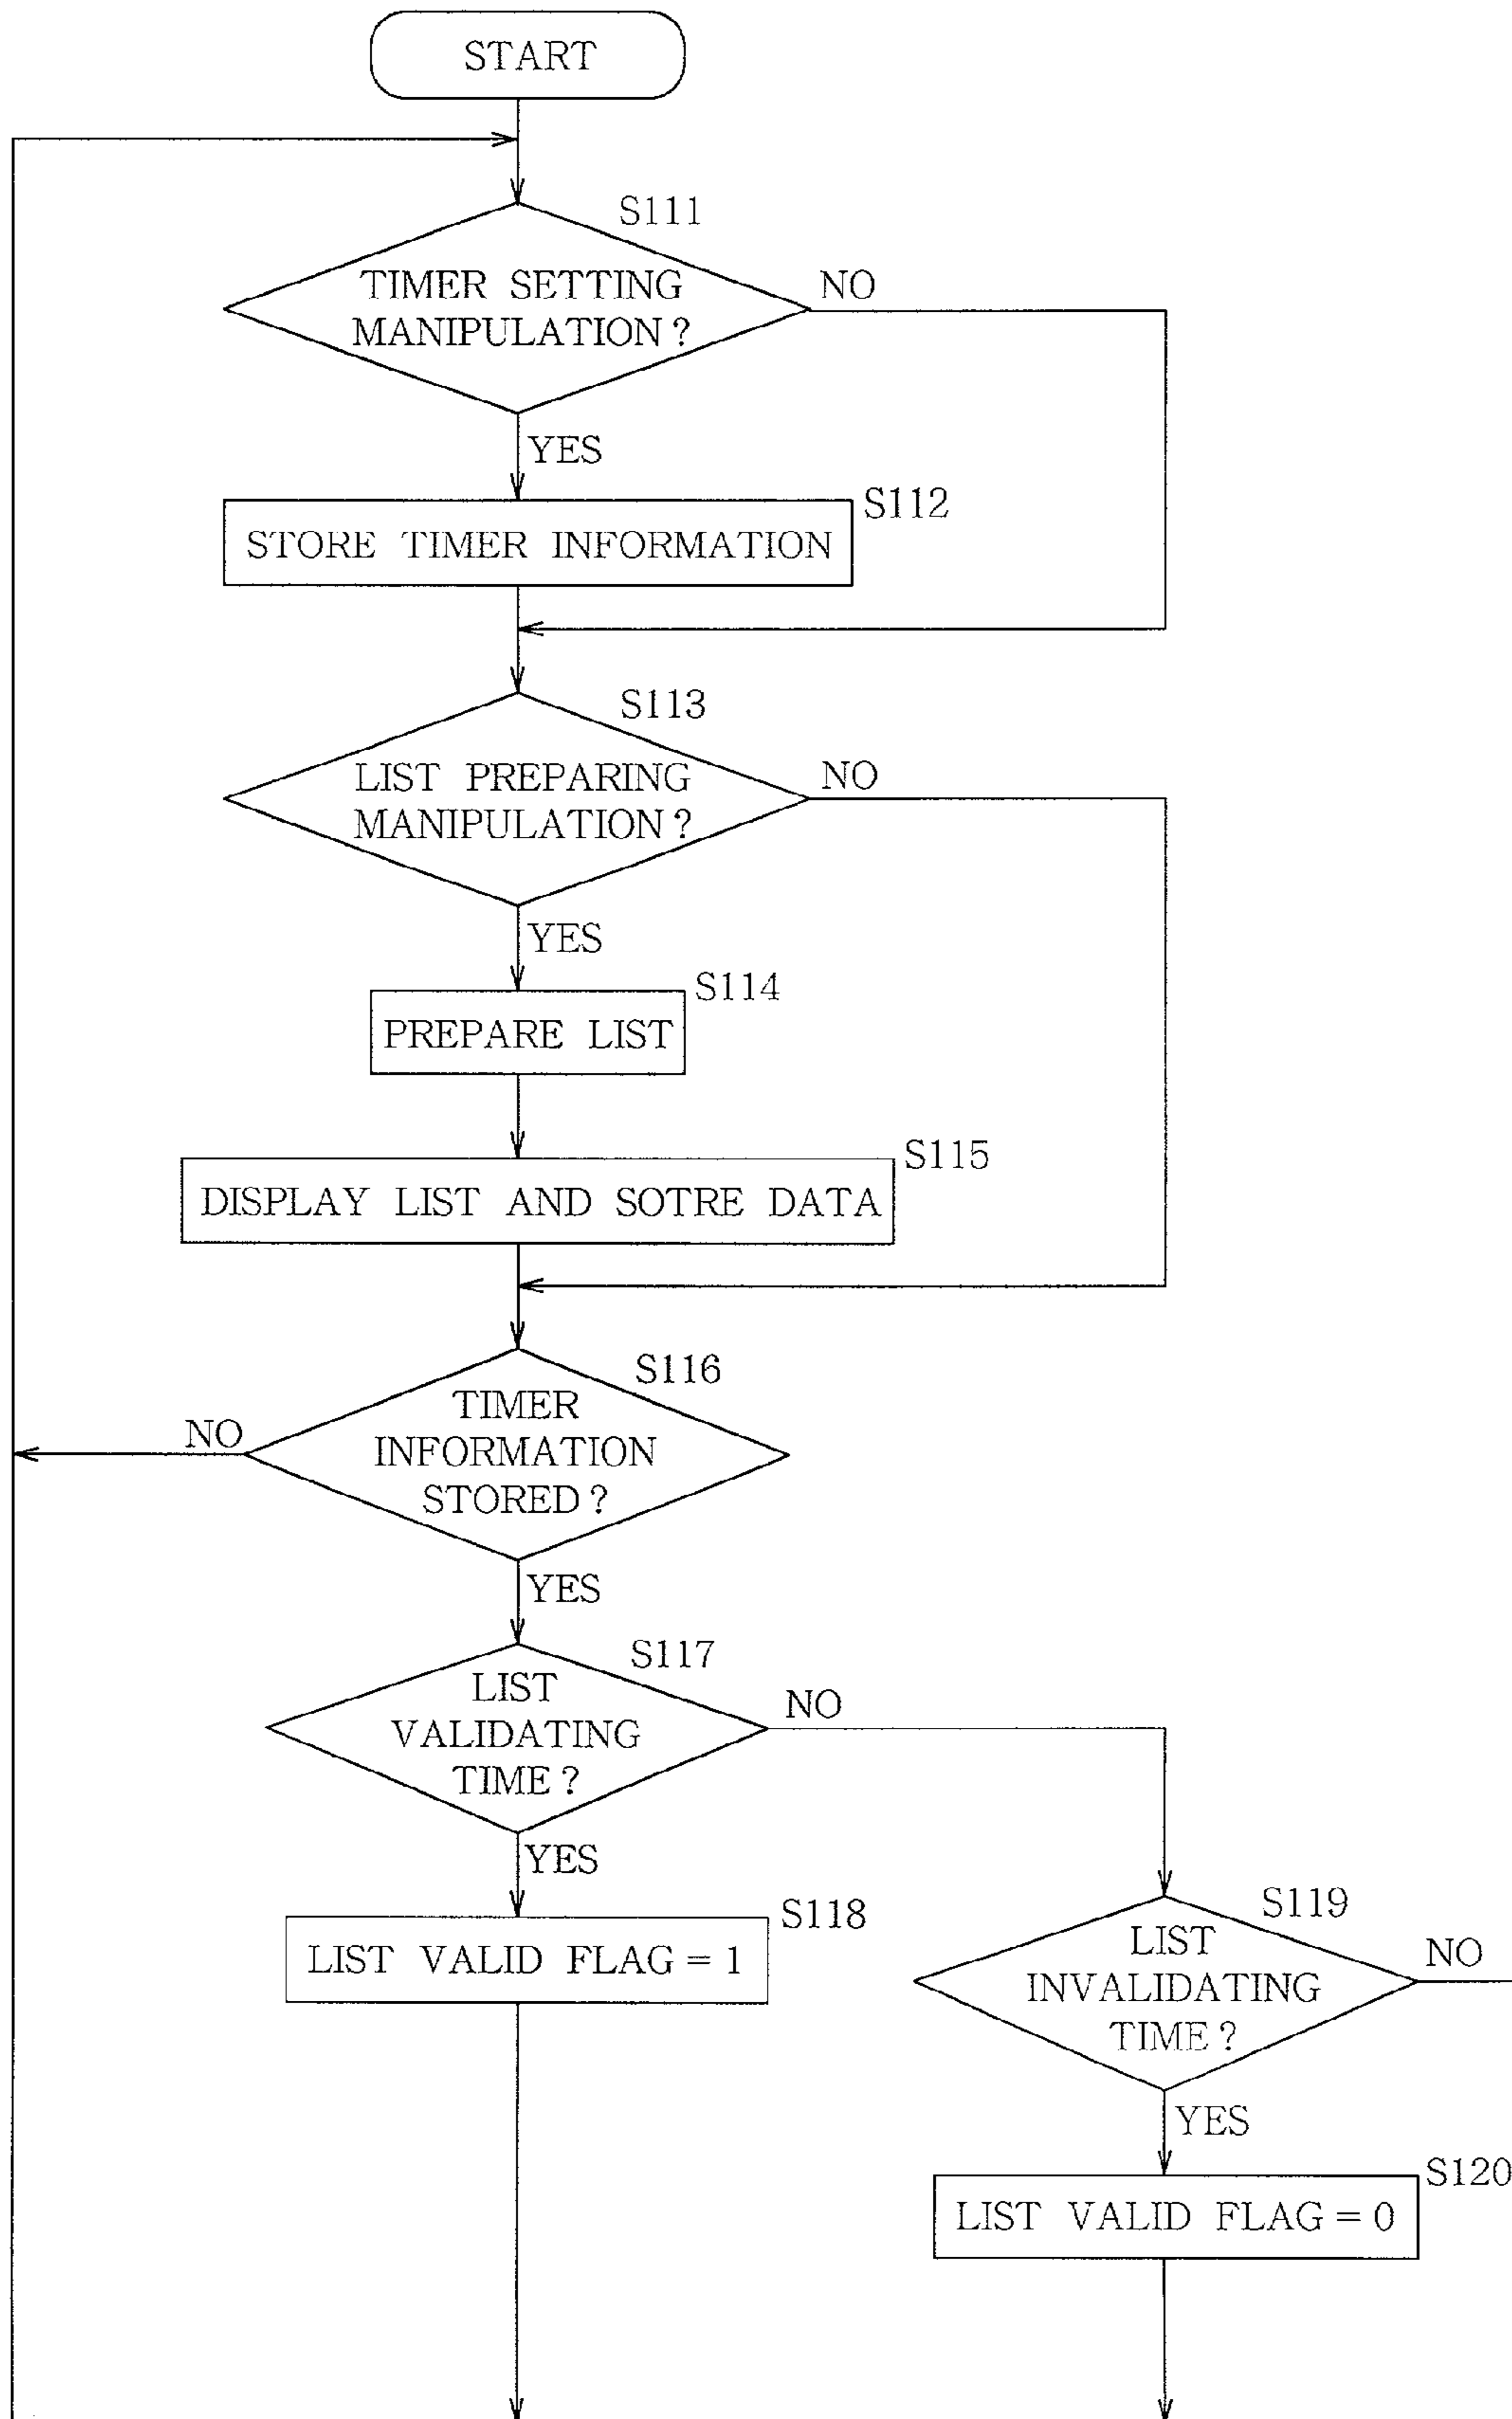 START
S111
TIMER SETTING
MANIPULATION?
NO
YES
S112
STORE TIMER INFORMATION
S113
LIST PREPARING
MANIPULATION?
NO
YES
S114
PREPARE LIST
S115
DISPLAY LIST AND SOTRE DATA
S116
TIMER
INFORMATION
STORED?
NO
YES
S117
LIST
VALIDATING
TIME?
NO
YES
S118
LIST VALID FLAG = 1
S119
LIST
INVALIDATING
TIME?
NO
YES
S120
LIST VALID FLAG = 0